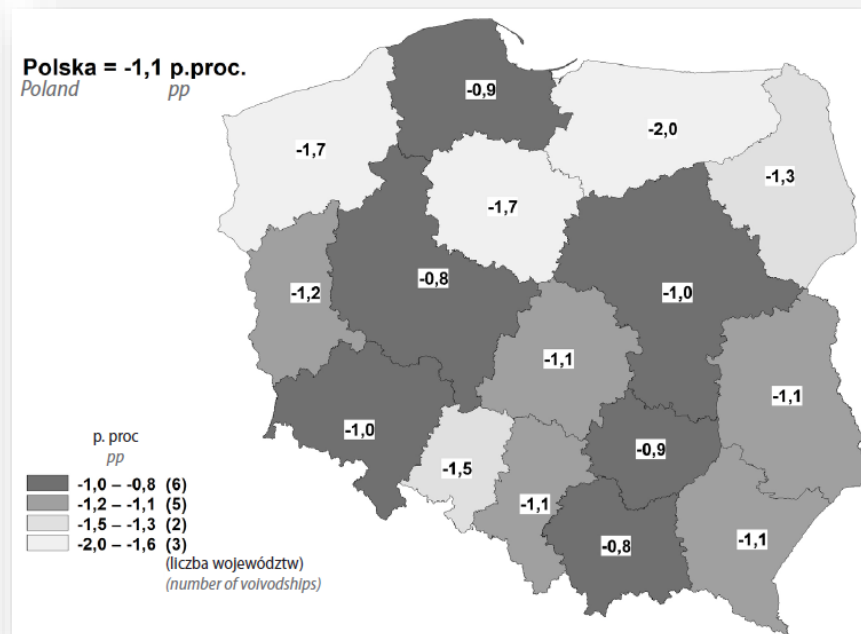 Polska = -1,1 p.proc.
Poland pp
-0,9
-2,0
-1,7
-1,3
-1,7
-0,8
-1,2
-1,0
-1,1
-1,1
-1,0
-0,9
-1,5
-1,1
-0,8
-1,1
p. proc
pp
-1,0 – -0,8 (6)
-1,2 – -1,1 (5)
-1,5 – -1,3 (2)
-2,0 – -1,6 (3)
(liczba województw)
(number of voivodships)